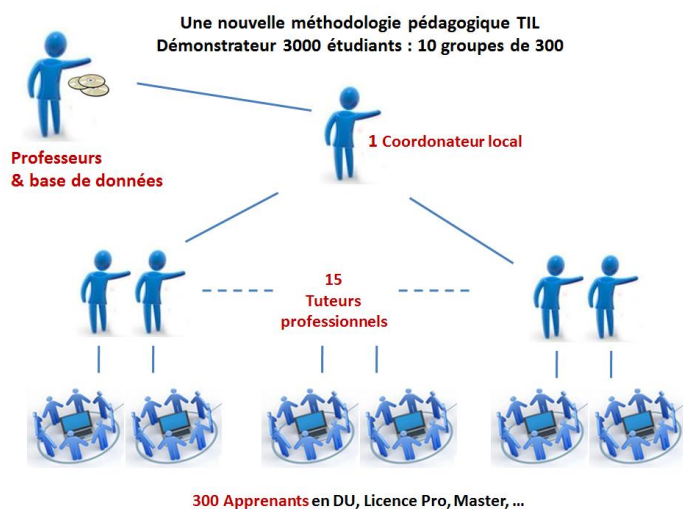 Une nouvelle méthodologie pédagogique TIL
Démonstrateur 3000 étudiants : 10 groupes de 300
1 Coordonateur local
Professeurs
& base de données
15
Tuteurs
professionnels
300 Apprenants en DU, Licence Pro, Master, ...